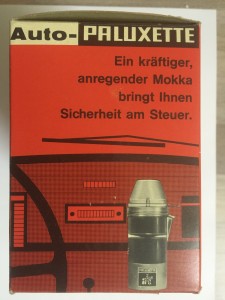 Auto-PALUXETTE
Ein kräftiger,
anregender Mokka
bringt Ihnen
Sicherheit am Steuer.